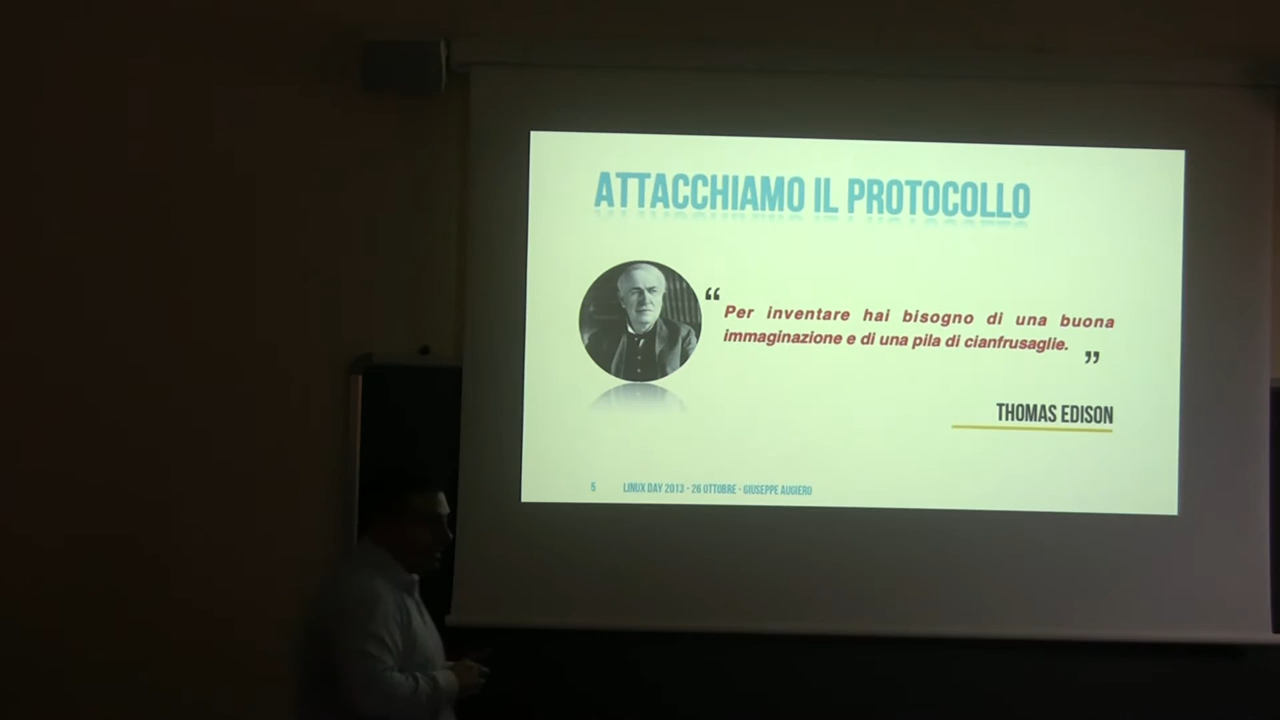 ATTACCHIAMO IL PROTOCOLLO
“ Per inventare hai bisogno di una buona
immaginazione e di una pila di cianfrusaglie. ”
THOMAS EDISON
5 LINUX DAY 2013 - 26 OTTOBRE - GIUSEPPE AUGIERO